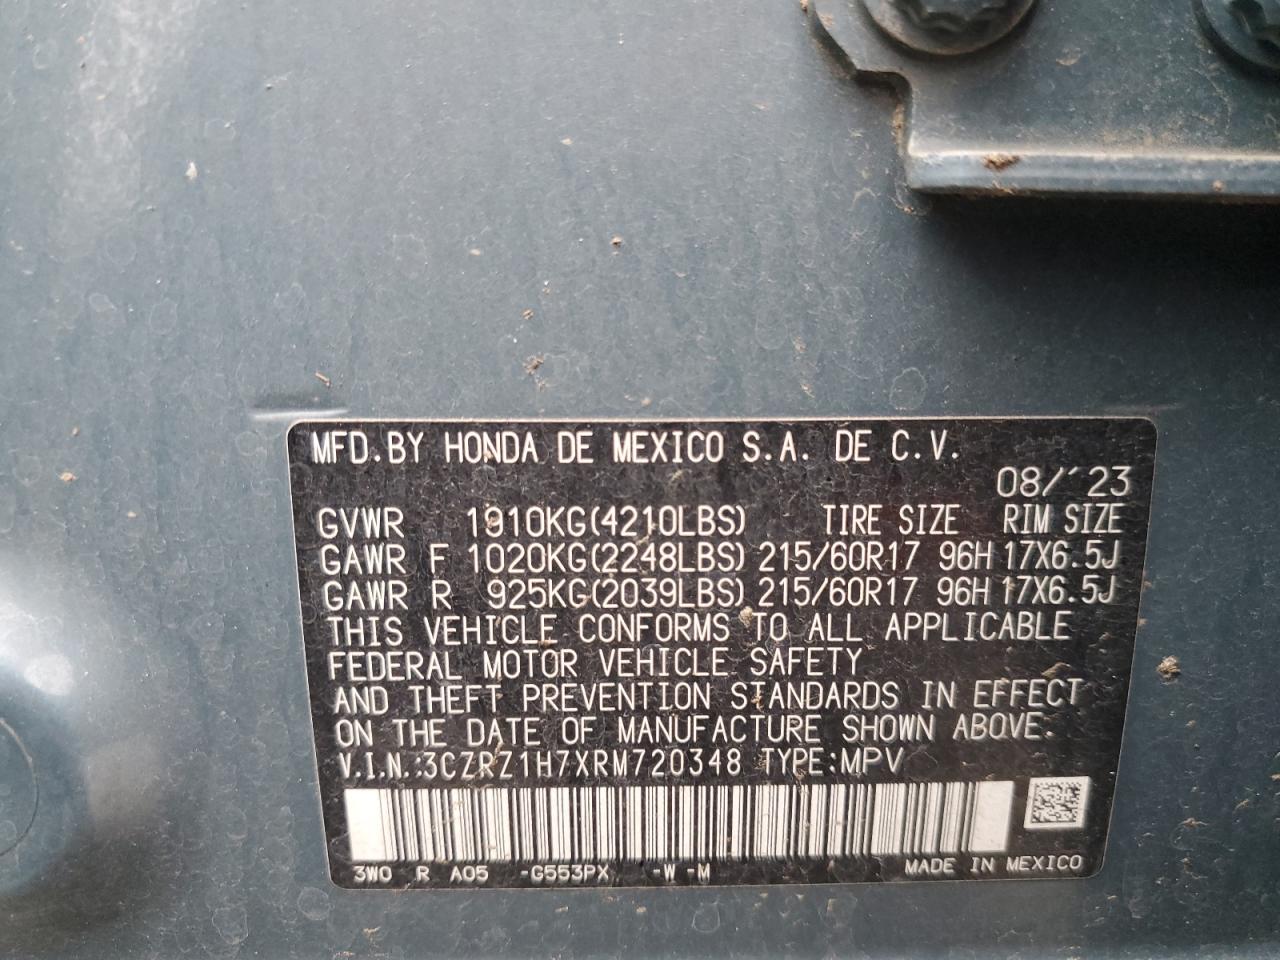 MFD.BY HONDA DE MEXICO S.A. DE C.V.
08/´23
GVWR 1910KG(4210LBS) TIRE SIZE RIM SIZE
GAWR F 1020KG(2248LBS) 215/60R17 96H 17X6.5J
GAWR R 925KG(2039LBS) 215/60R17 96H 17X6.5J
THIS VEHICLE CONFORMS TO ALL APPLICABLE
FEDERAL MOTOR VEHICLE SAFETY
AND THEFT PREVENTION STANDARDS IN EFFECT
ON THE DATE OF MANUFACTURE SHOWN ABOVE.
V.I.N.:3CZRZ1H7XRM720348 TYPE:MPV
3W0 R A05 -G553PX -W -M MADE IN MEXICO